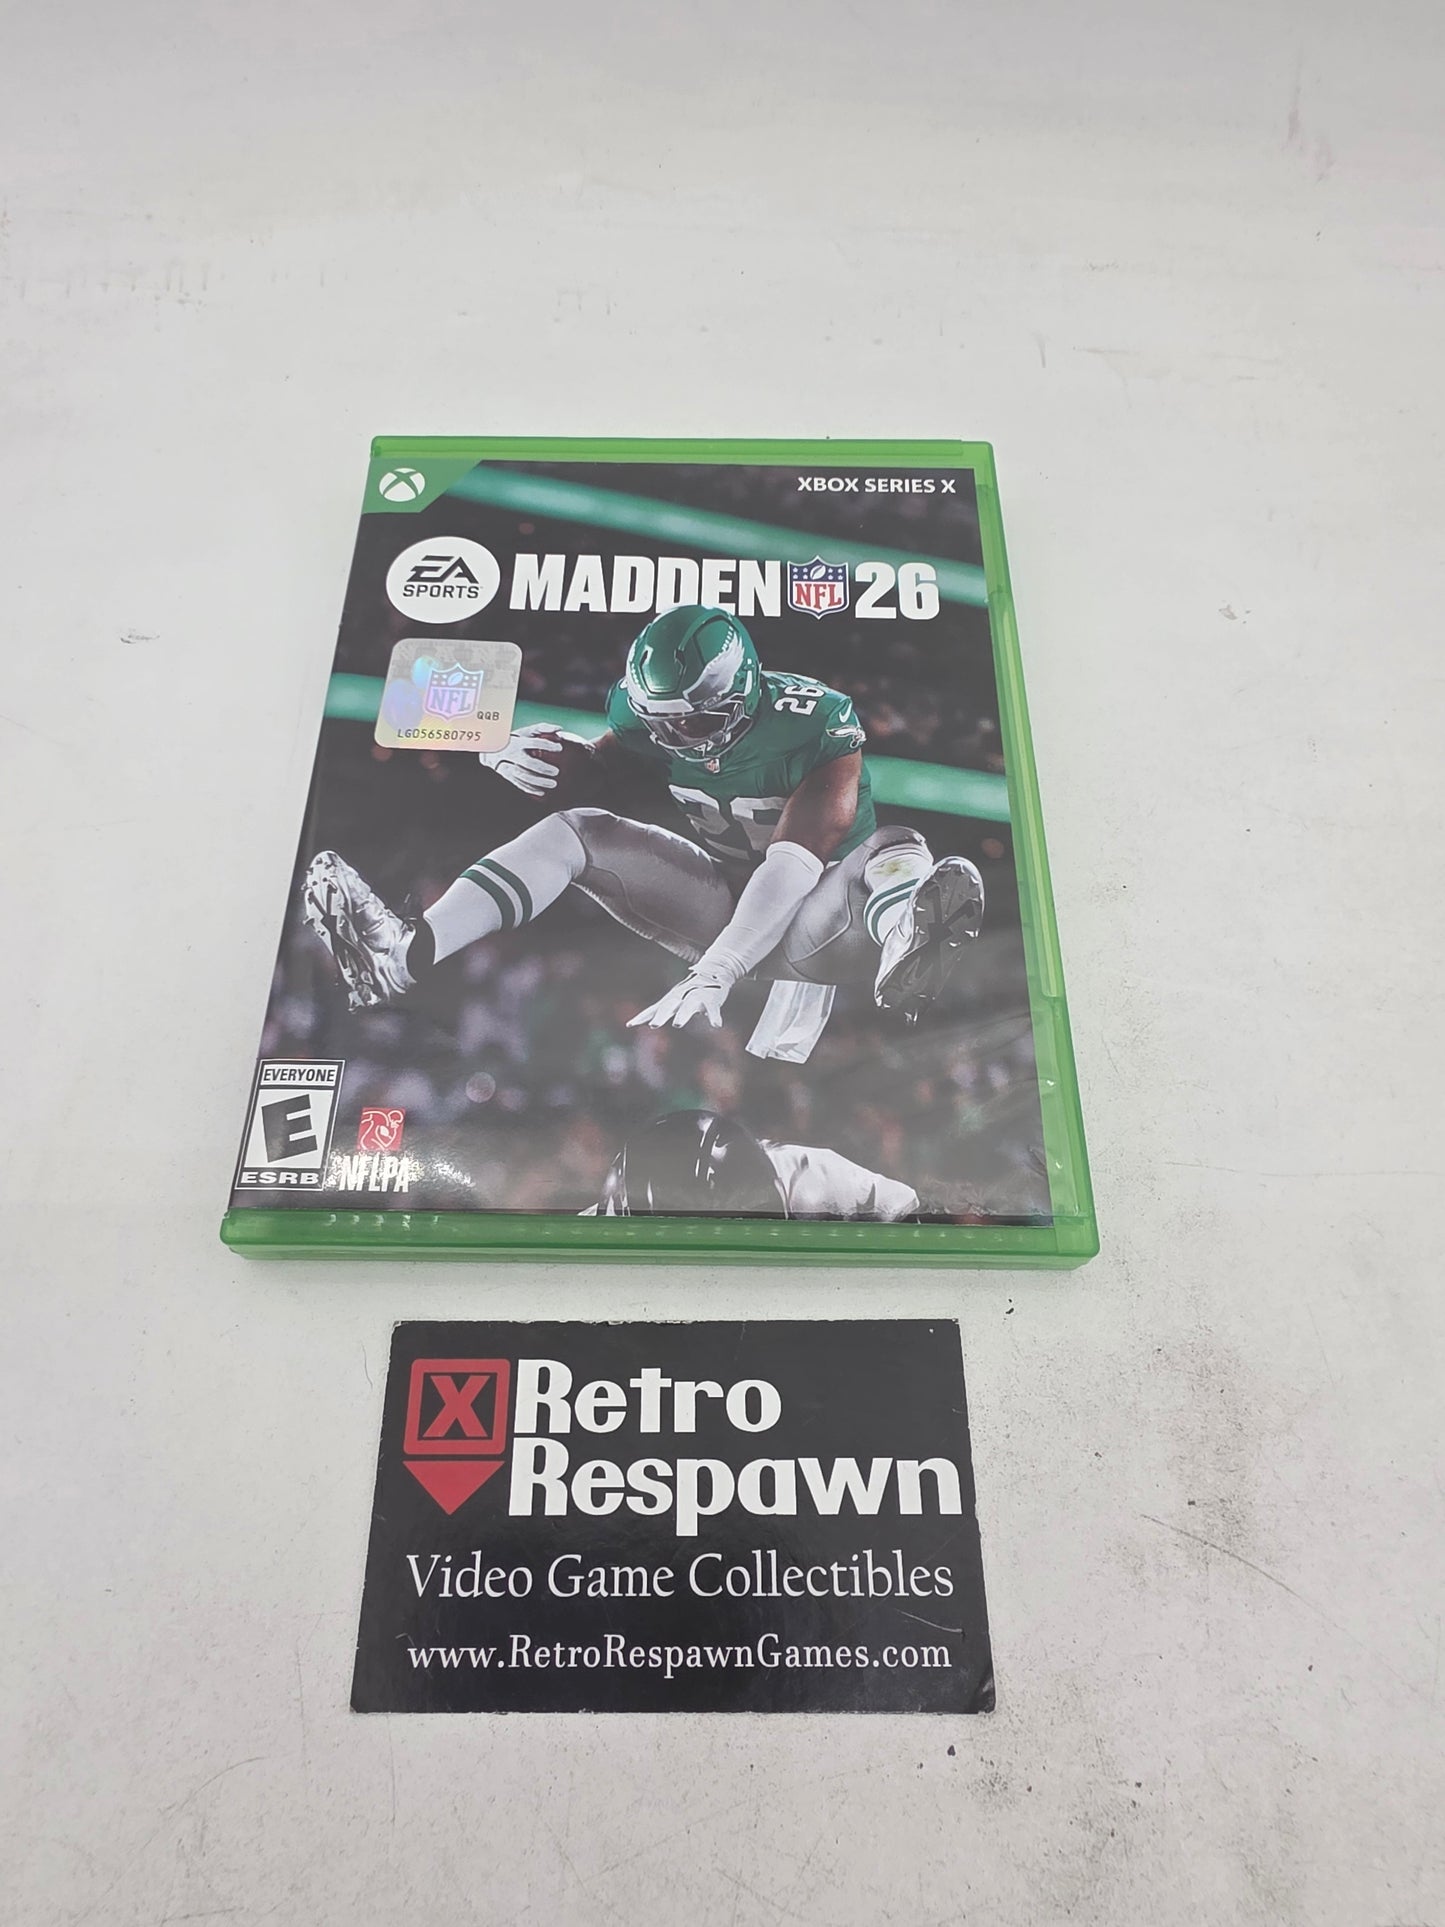 XBOX SERIES X
EA
SPORTS
MADDEN NFL 26
NFL
QQB
LG056580795
26
26
EVERYONE
E
ESRB
NFLPA
X Retro
Respawn
Video Game Collectibles
www.RetroRespawnGames.com